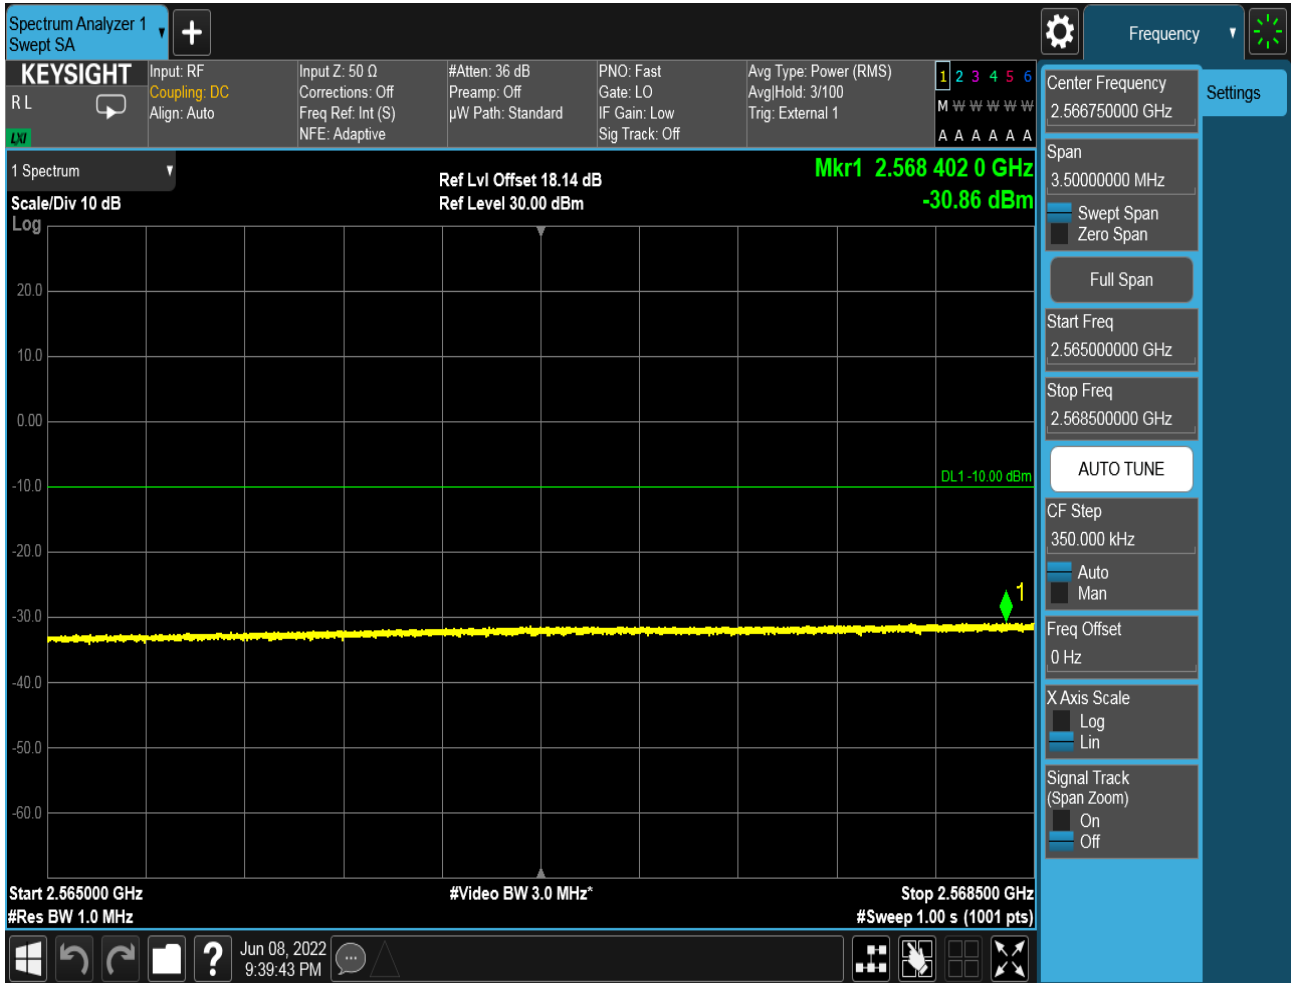 Spectrum Analyzer 1
Swept SA
Frequency
KEYSIGHT
R L
LXI
Input: RF
Coupling: DC
Align: Auto
Input Z: 50 Ω
Corrections: Off
Freq Ref: Int (S)
NFE: Adaptive
#Atten: 36 dB
Preamp: Off
µW Path: Standard
PNO: Fast
Gate: LO
IF Gain: Low
Sig Track: Off
Avg Type: Power (RMS)
Avg|Hold: 3/100
Trig: External 1
1 2 3 4 5 6
M W W W W W
A A A A A A
1 Spectrum
Scale/Div 10 dB
Log
Ref Lvl Offset 18.14 dB
Ref Level 30.00 dBm
Mkr1 2.568 402 0 GHz
-30.86 dBm
20.0
10.0
0.00
-10.0
-20.0
-30.0
-40.0
-50.0
-60.0
DL1 -10.00 dBm
1
Start 2.565000 GHz
#Res BW 1.0 MHz
#Video BW 3.0 MHz*
Stop 2.568500 GHz
#Sweep 1.00 s (1001 pts)
Jun 08, 2022
9:39:43 PM
?
Center Frequency
2.566750000 GHz
Settings
Span
3.50000000 MHz
Swept Span
Zero Span
Full Span
Start Freq
2.565000000 GHz
Stop Freq
2.568500000 GHz
AUTO TUNE
CF Step
350.000 kHz
Auto
Man
Freq Offset
0 Hz
X Axis Scale
Log
Lin
Signal Track
(Span Zoom)
On
Off